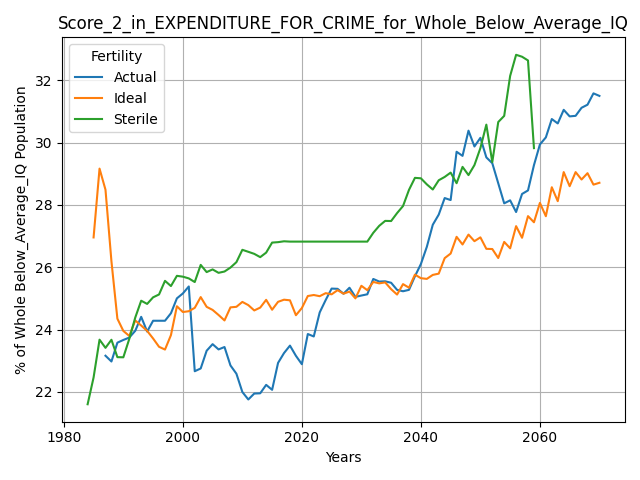 Score_2_in_EXPENDITURE_FOR_CRIME_for_Whole_Below_Average_IQ
Fertility
Actual
Ideal
Sterile
% of Whole Below_Average_IQ Population
32
30
28
26
24
22
1980
2000
2020
2040
2060
Years